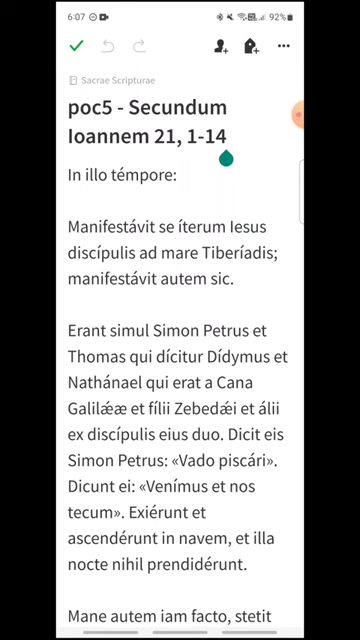 6:07
92%
Sacrae Scripturae
poc5 - Secundum
Ioannem 21, 1-14
In illo témpore:
Manifestávit se íterum Iesus
discípulis ad mare Tiberíadis;
manifestávit autem sic.
Erant simul Simon Petrus et
Thomas qui dícitur Dídymus et
Nathánael qui erat a Cana
Galilǽæ et fílii Zebedǽi et álii
ex discípulis eius duo. Dicit eis
Simon Petrus: «Vado piscári».
Dicunt ei: «Venímus et nos
tecum». Exiérunt et
ascendérunt in navem, et illa
nocte nihil prendidérunt.
Mane autem iam facto, stetit